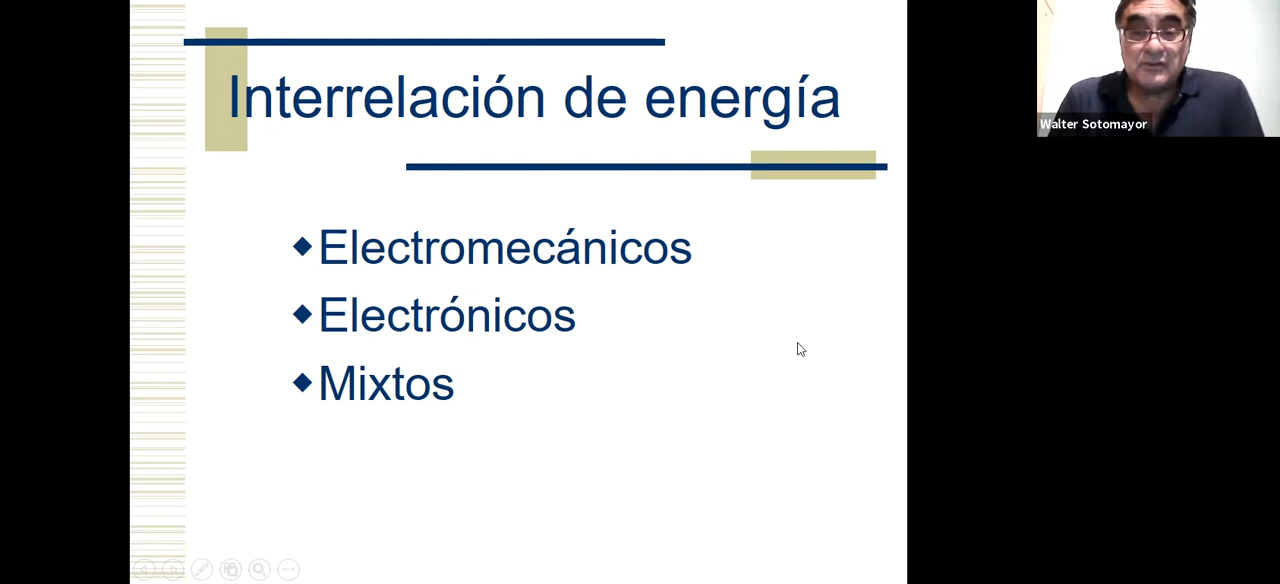 Interrelación de energía
Electromecánicos
Electrónicos
Mixtos
Walter Sotomayor